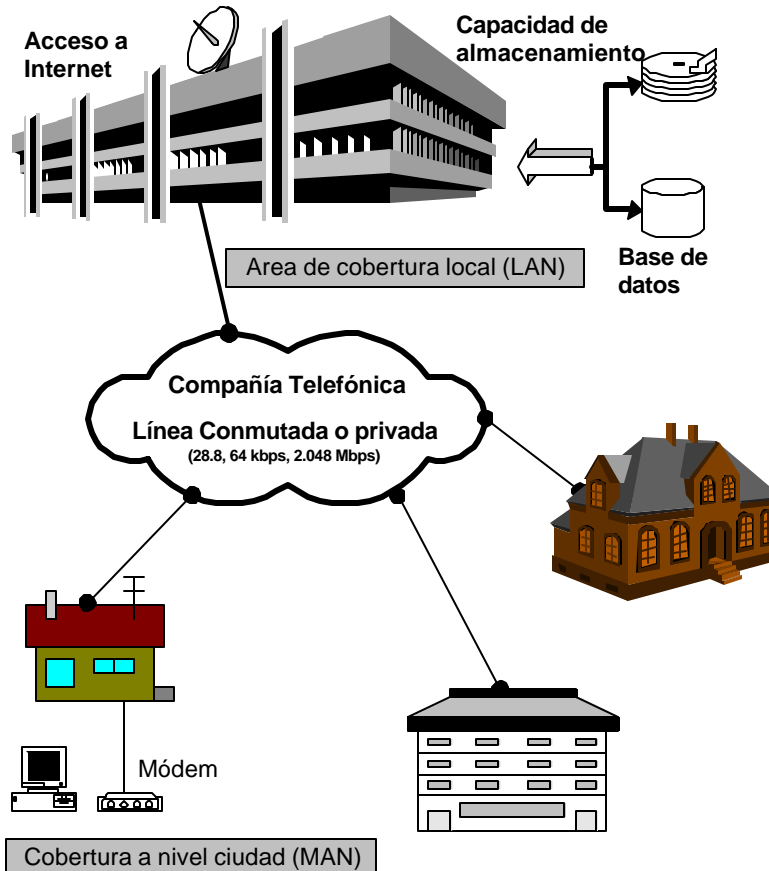 Acceso a
Internet
Capacidad de
almacenamiento
Base de
datos
Area de cobertura local (LAN)
Compañía Telefónica
Línea Conmutada o privada
(28.8, 64 kbps, 2.048 Mbps)
Módem
Cobertura a nivel ciudad (MAN)